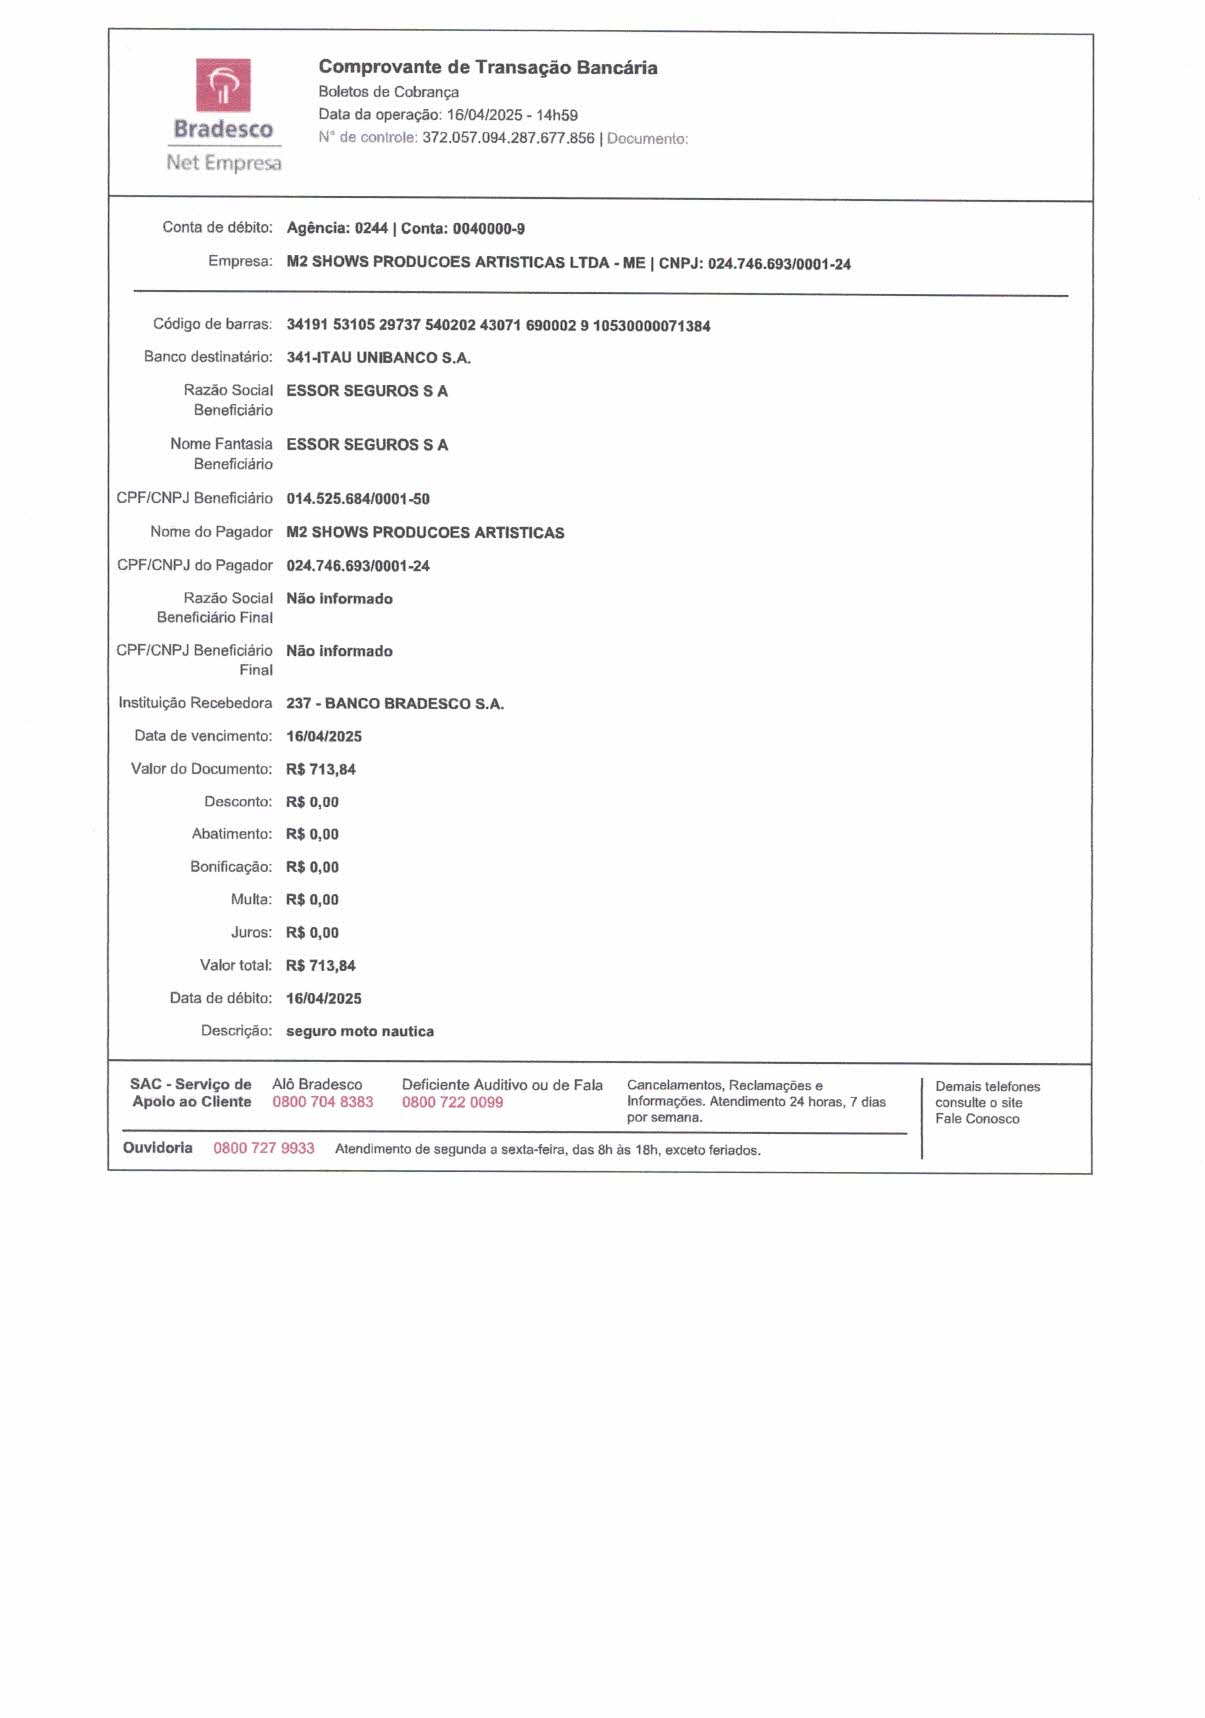 Bradesco
Net Empresa
Comprovante de Transação Bancária
Boletos de Cobrança
Data da operação: 16/04/2025 - 14h59
N° de controle: 372.057.094.287.677.856 | Documento:
Conta de débito: Agência: 0244 | Conta: 0040000-9
Empresa: M2 SHOWS PRODUCOES ARTISTICAS LTDA - ME | CNPJ: 024.746.693/0001-24
Código de barras: 34191 53105 29737 540202 43071 690002 9 10530000071384
Banco destinatário: 341-ITAU UNIBANCO S.A.
Razão Social ESSOR SEGUROS S A
Beneficiário
Nome Fantasia ESSOR SEGUROS S A
Beneficiário
CPF/CNPJ Beneficiário 014.525.684/0001-50
Nome do Pagador M2 SHOWS PRODUCOES ARTISTICAS
CPF/CNPJ do Pagador 024.746.693/0001-24
Razão Social Não informado
Beneficiário Final
CPF/CNPJ Beneficiário Não informado
Final
Instituição Recebedora 237 - BANCO BRADESCO S.A.
Data de vencimento: 16/04/2025
Valor do Documento: R$ 713,84
Desconto: R$ 0,00
Abatimento: R$ 0,00
Bonificação: R$ 0,00
Multa: R$ 0,00
Juros: R$ 0,00
Valor total: R$ 713,84
Data de débito: 16/04/2025
Descrição: seguro moto nautica
SAC - Serviço de Apoio ao Cliente
Alô Bradesco
0800 704 8383
Deficiente Auditivo ou de Fala
0800 722 0099
Cancelamentos, Reclamações e
Informações. Atendimento 24 horas, 7 dias
por semana.
Demais telefones
consulte o site
Fale Conosco
Ouvidoria 0800 727 9933 Atendimento de segunda a sexta-feira, das 8h às 18h, exceto feriados.